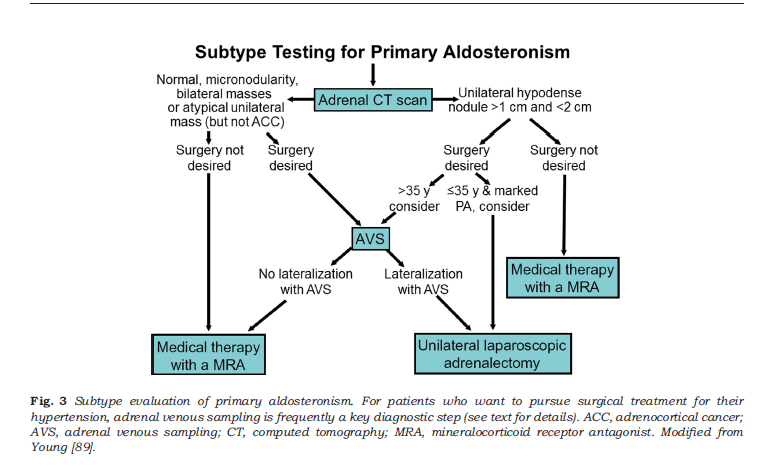 Subtype Testing for Primary Aldosteronism
Normal, micronodularity,
bilateral masses
or atypical unilateral
mass (but not ACC)
Adrenal CT scan
Unilateral hypodense
nodule >1 cm and <2 cm
Surgery not
desired
Surgery
desired
Surgery
desired
Surgery not
desired
>35 y
consider
≤35 y & marked
PA, consider
AVS
No lateralization
with AVS
Lateralization
with AVS
Medical therapy
with a MRA
Medical therapy
with a MRA
Unilateral laparoscopic
adrenalectomy
Fig. 3 Subtype evaluation of primary aldosteronism. For patients who want to pursue surgical treatment for their
hypertension, adrenal venous sampling is frequently a key diagnostic step (see text for details). ACC, adrenocortical cancer;
AVS, adrenal venous sampling; CT, computed tomography; MRA, mineralocorticoid receptor antagonist. Modified from
Young [89].